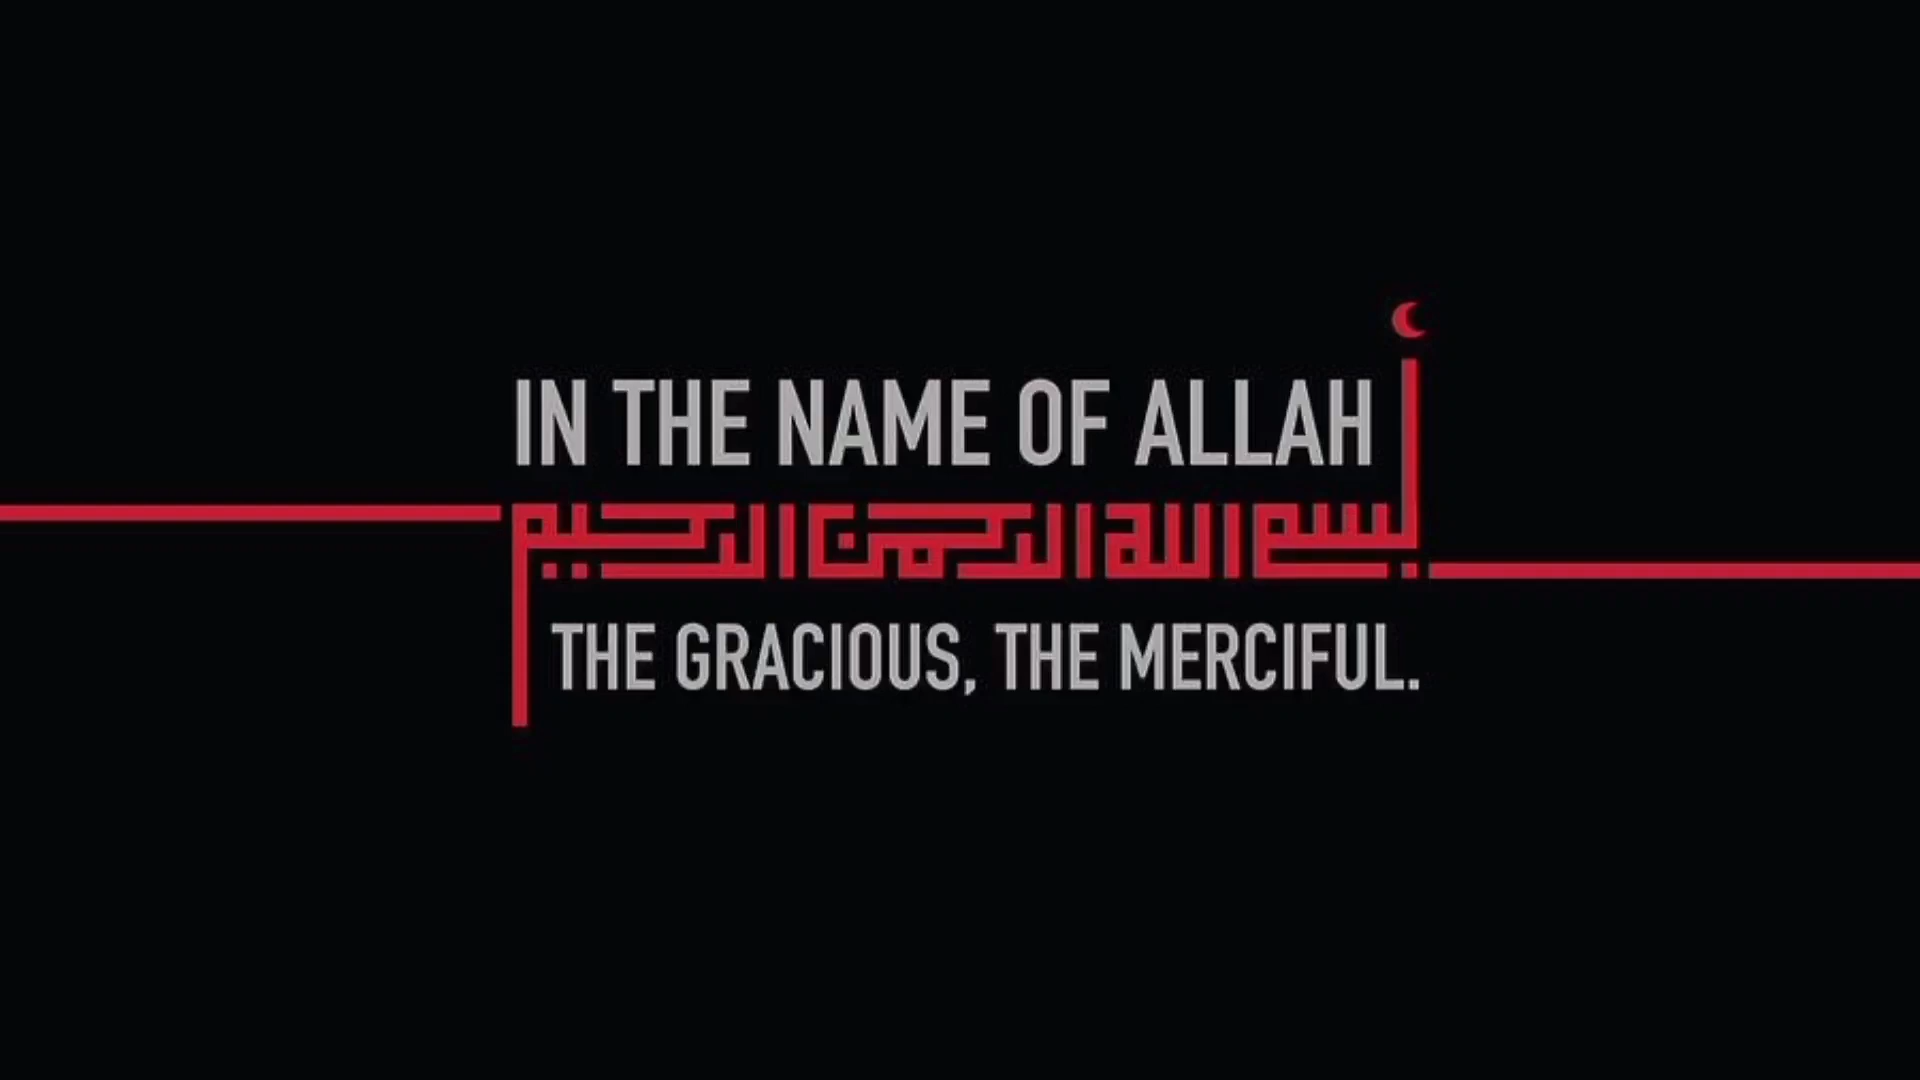 IN THE NAME OF ALLAH
بسم الله الرحمن الرحيم
THE GRACIOUS, THE MERCIFUL.